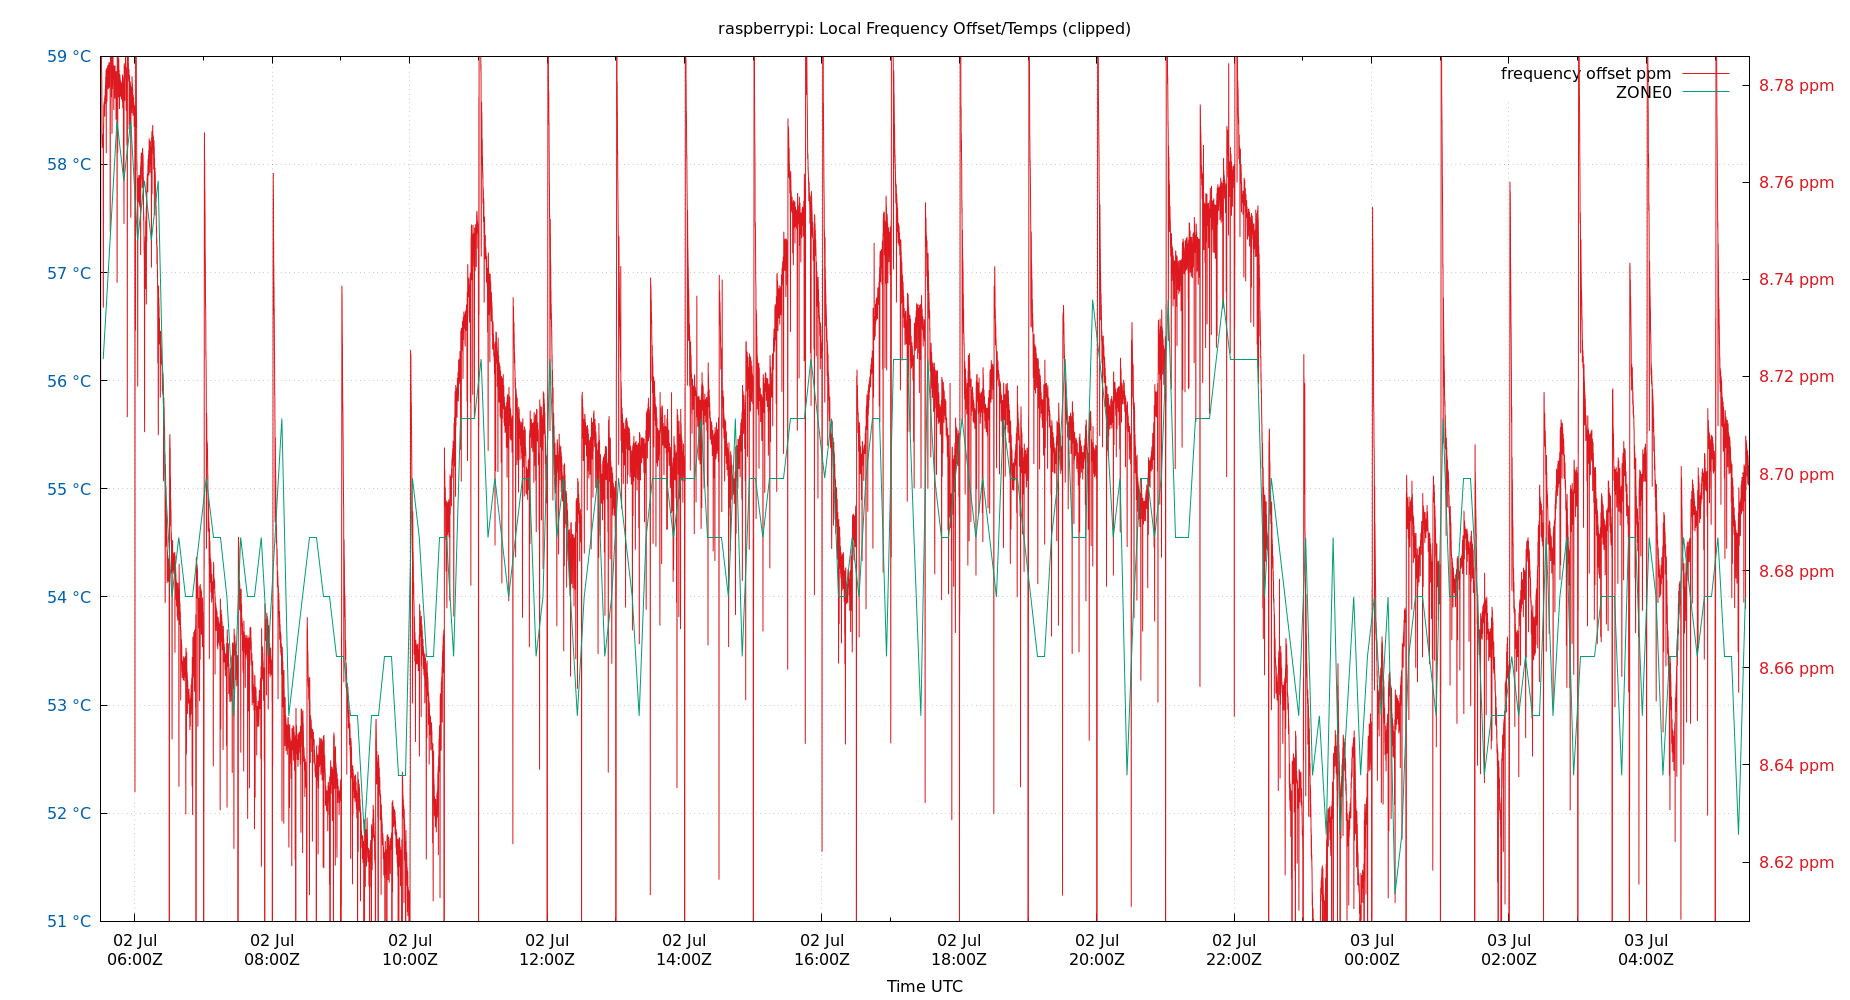 raspberrypi: Local Frequency Offset/Temps (clipped)
frequency offset ppm
ZONE0
59 °C
58 °C
57 °C
56 °C
55 °C
54 °C
53 °C
52 °C
51 °C
8.78 ppm
8.76 ppm
8.74 ppm
8.72 ppm
8.70 ppm
8.68 ppm
8.66 ppm
8.64 ppm
8.62 ppm
02 Jul 02 Jul 02 Jul 02 Jul 02 Jul 02 Jul 02 Jul 02 Jul 02 Jul 03 Jul 03 Jul 03 Jul
06:00Z 08:00Z 10:00Z 12:00Z 14:00Z 16:00Z 18:00Z 20:00Z 22:00Z 00:00Z 02:00Z 04:00Z
Time UTC